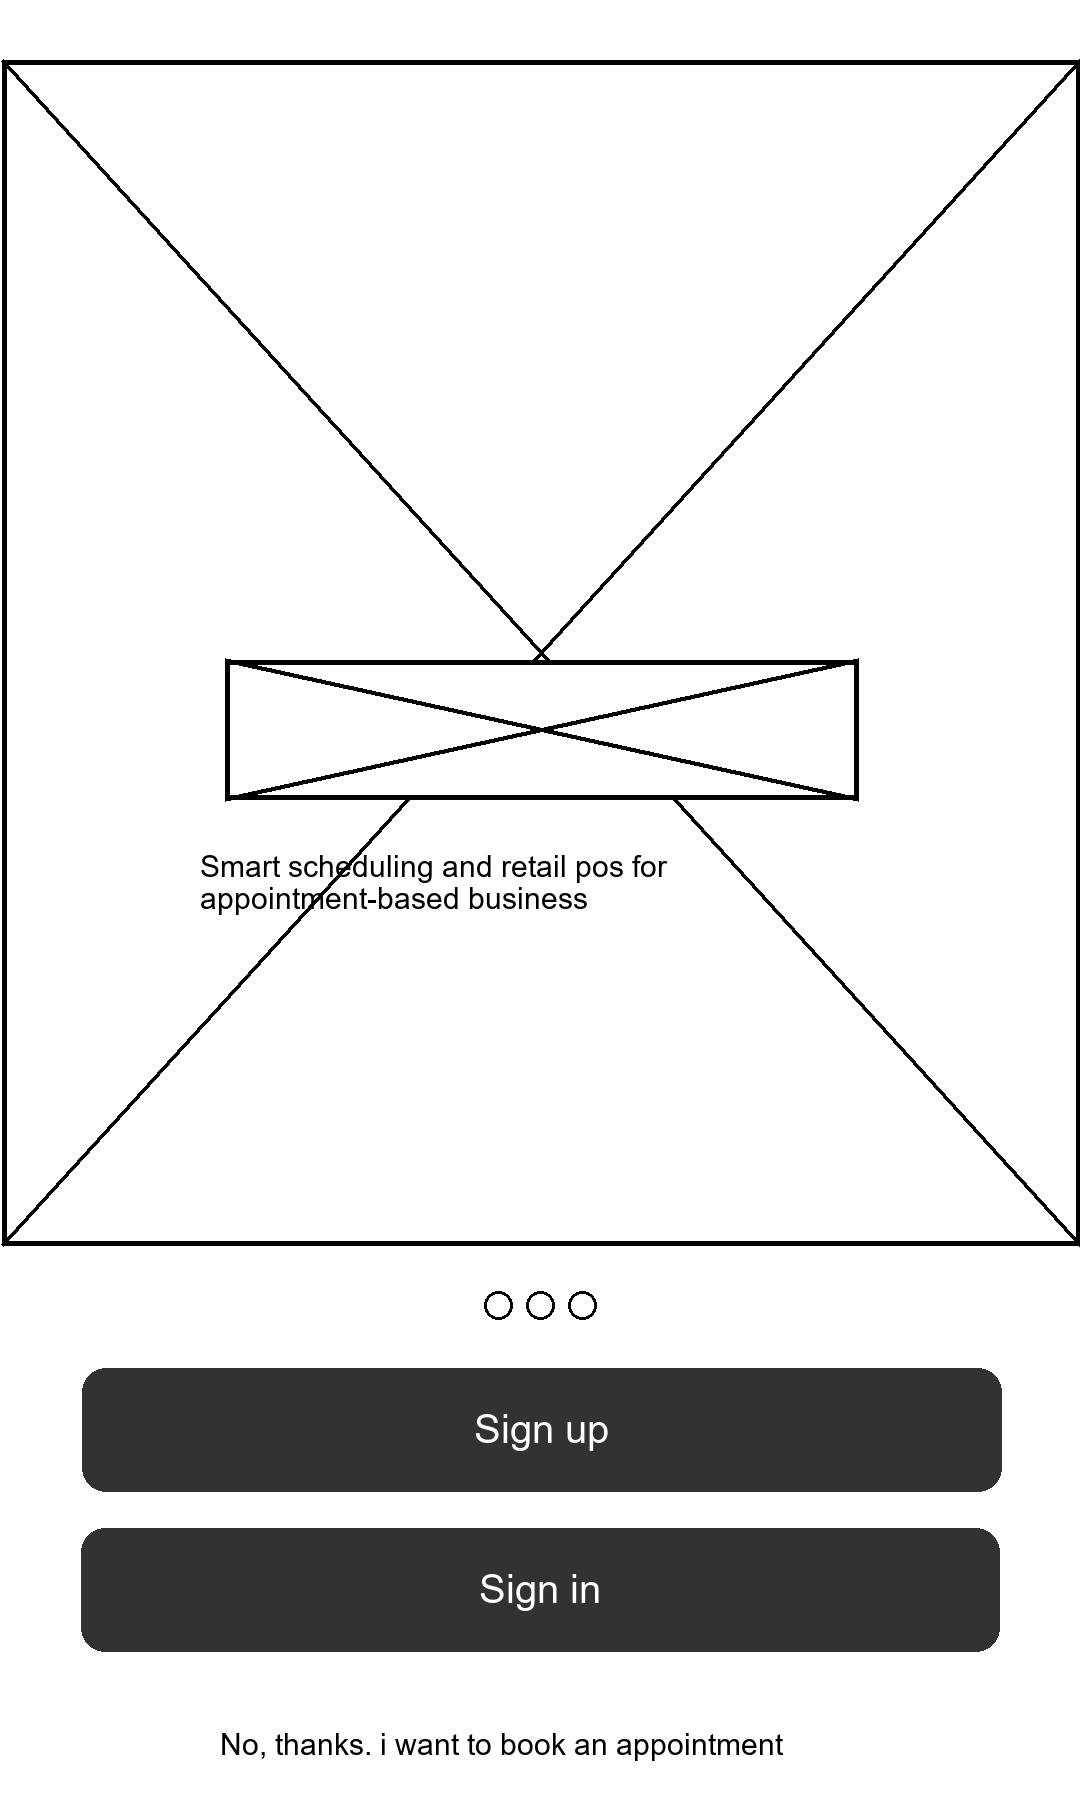 Smart scheduling and retail pos for
appointment-based business
Sign up
Sign in
No, thanks. i want to book an appointment